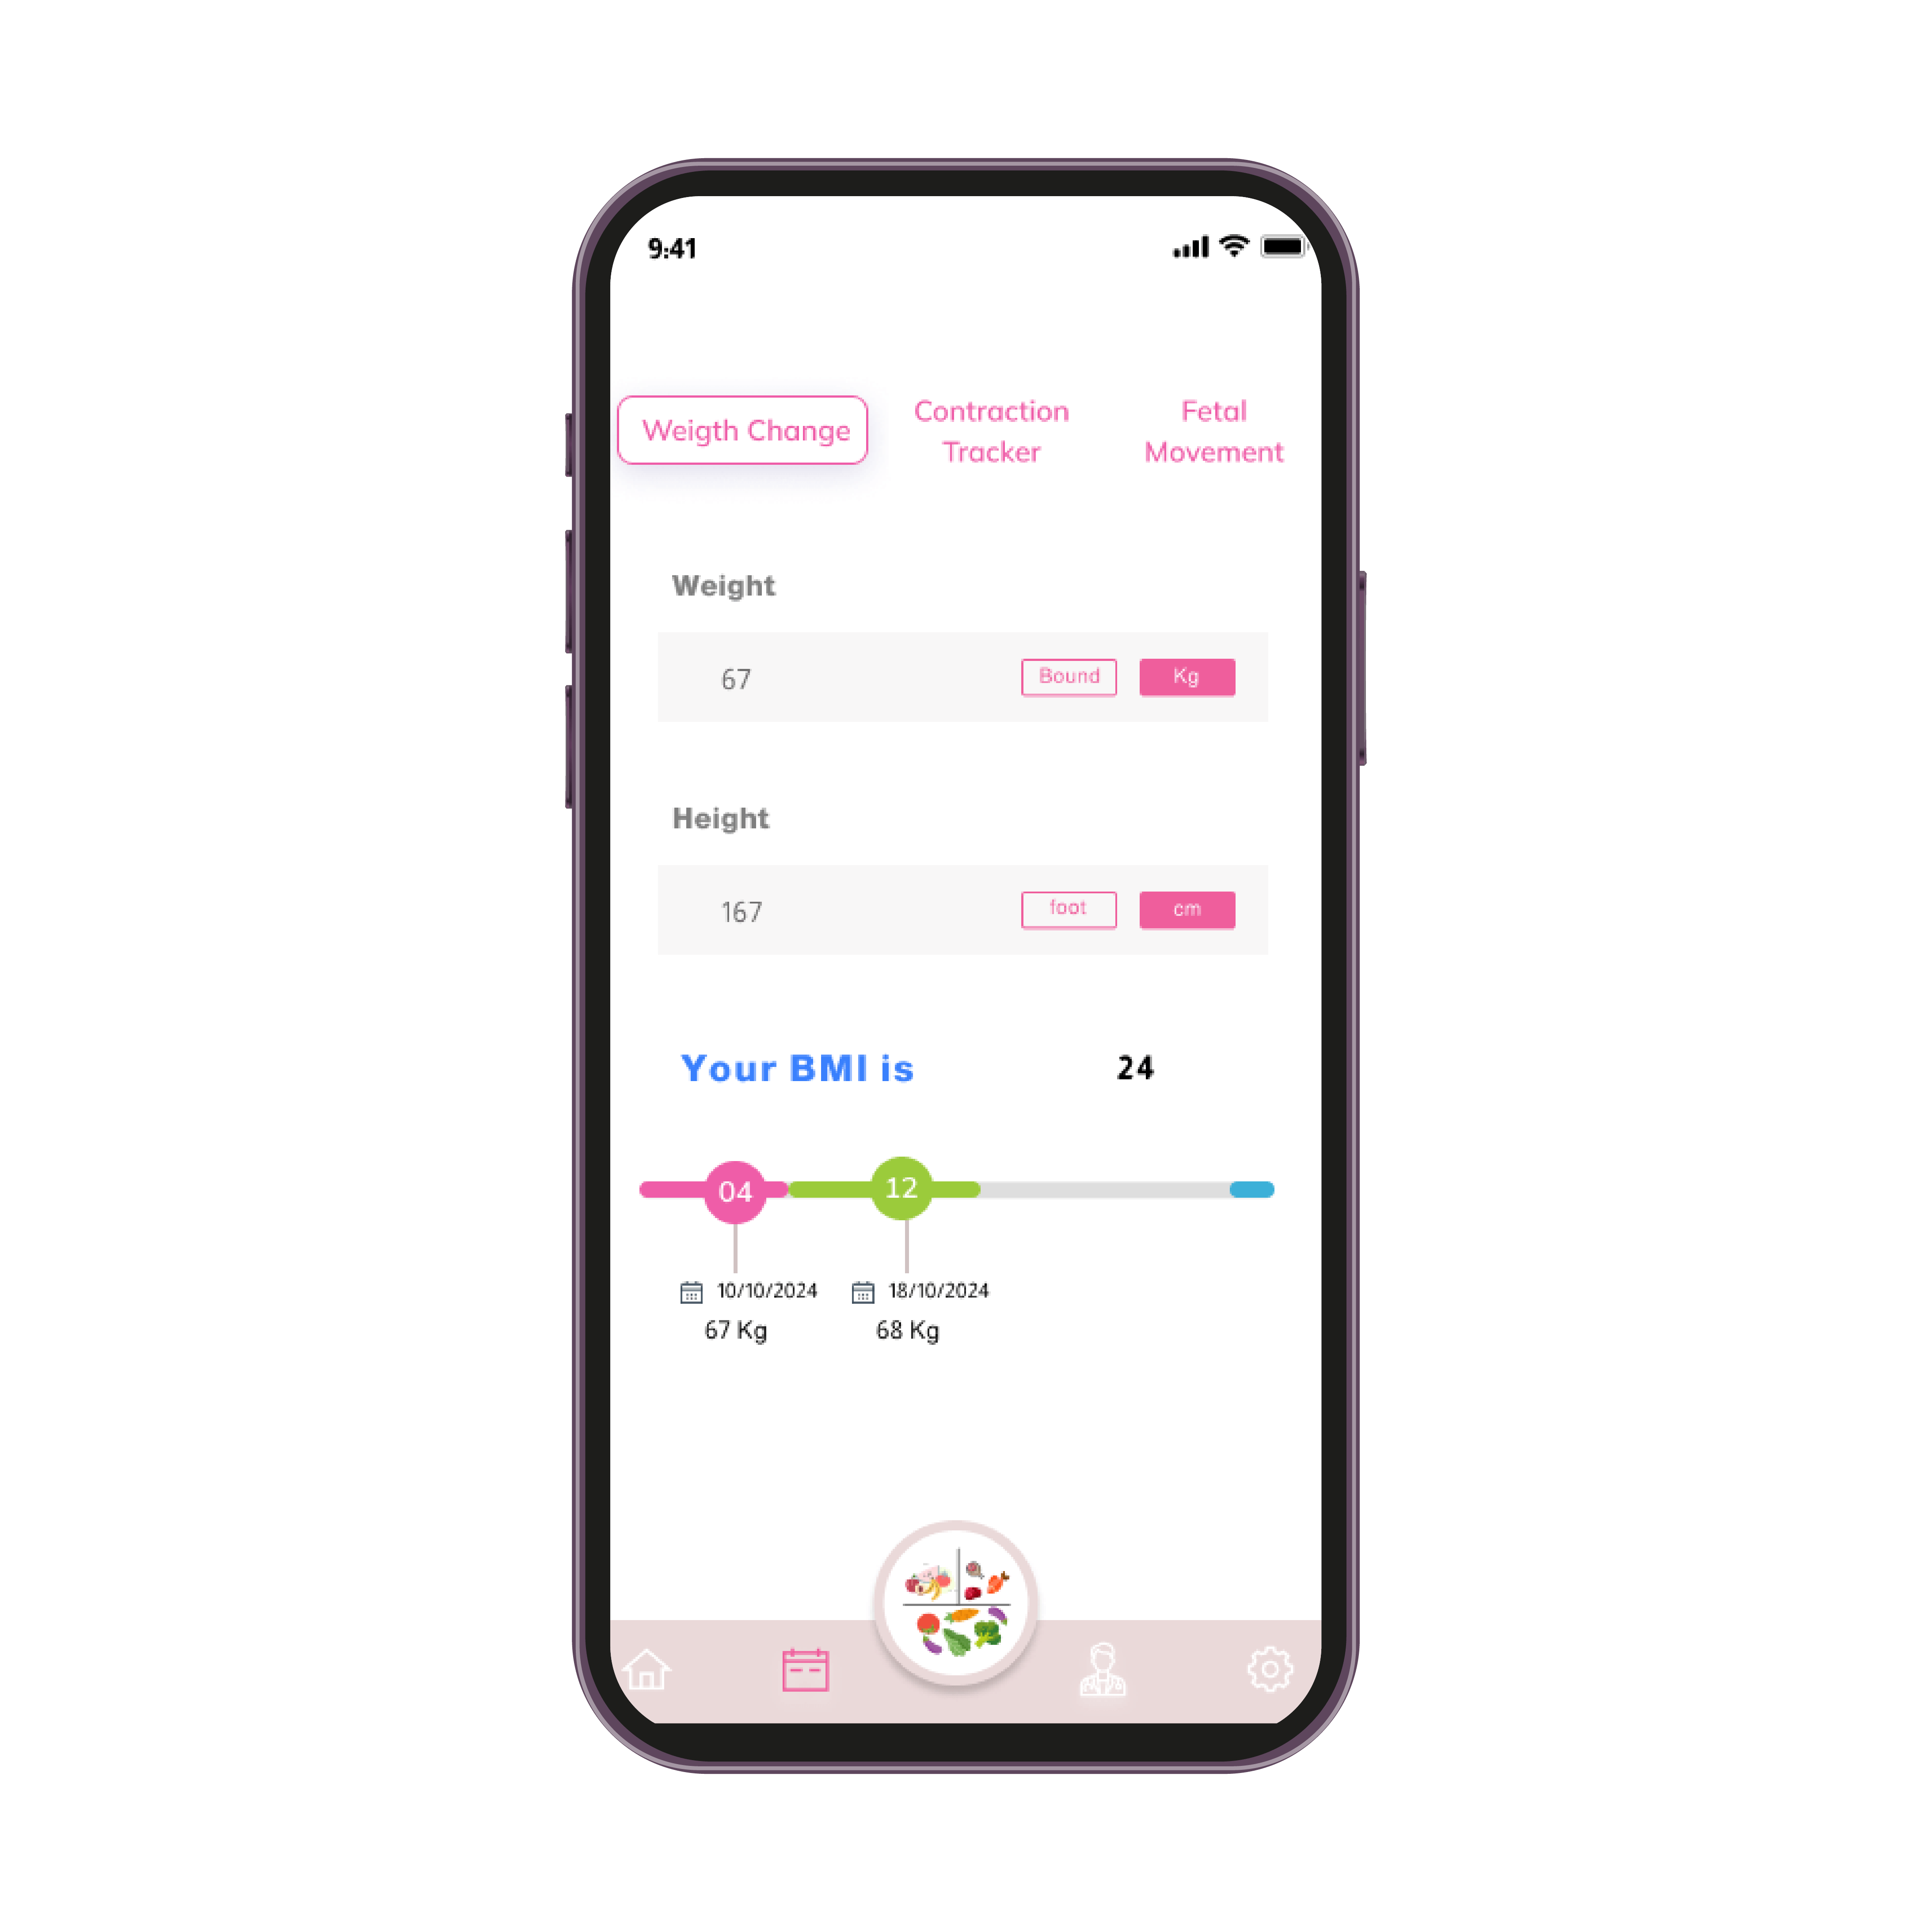 9:41
Weigth Change
Contraction
Tracker
Fetal
Movement
Weight
67 Bound Kg
Height
167 foot cm
Your BMI is 24
04 12
10/10/2024 18/10/2024
67 Kg 68 Kg